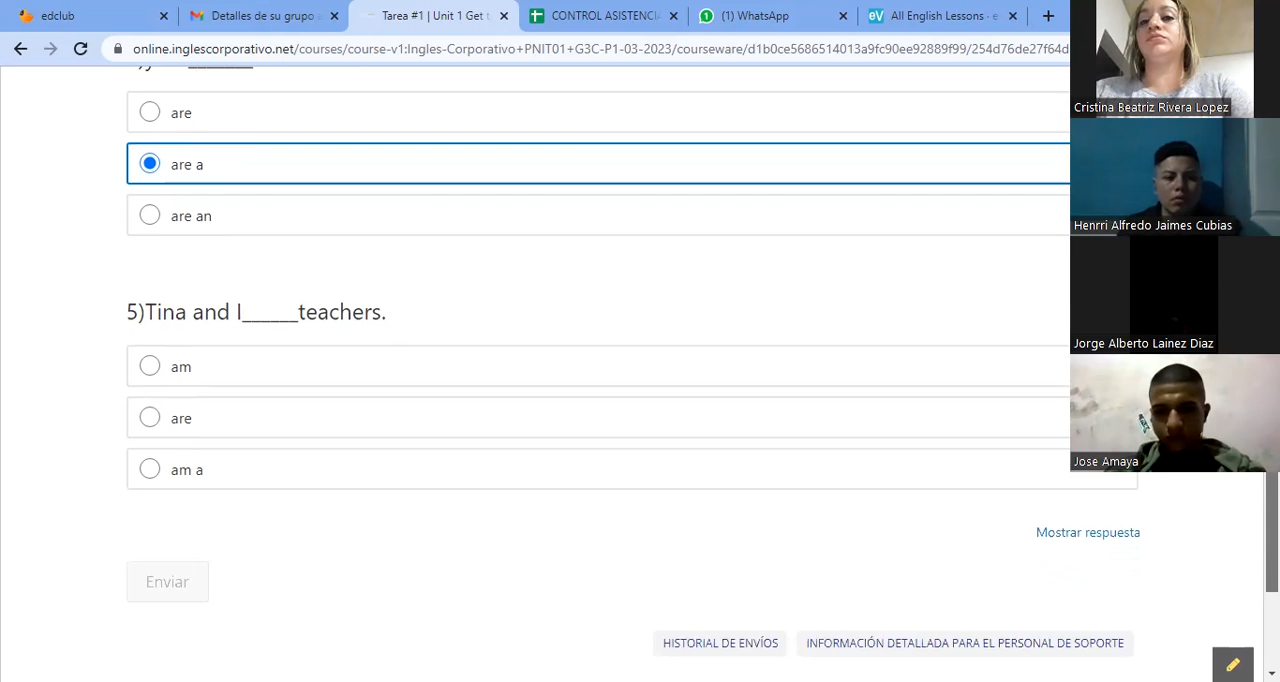 edclub
Detalles de su grupo
Tarea #1 | Unit 1 Get
CONTROL ASISTENCI
(1) WhatsApp
All English Lessons - e
online.inglescorporativo.net/courses/course-v1:Ingles-Corporativo+PNIT01+G3C-P1-03-2023/courseware/d1b0ce5686514013a9fc90ee92889f99/254d76de27f64d
are
are a
are an
5)Tina and I______teachers.
am
are
am a
Mostrar respuesta
Enviar
HISTORIAL DE ENVÍOS
INFORMACIÓN DETALLADA PARA EL PERSONAL DE SOPORTE
Cristina Beatriz Rivera Lopez
Henrri Alfredo Jaimes Cubias
Jorge Alberto Lainez Diaz
Jose Amaya